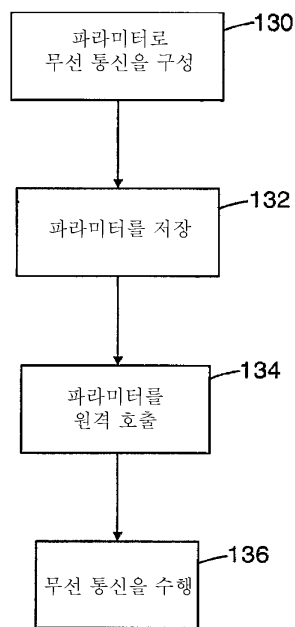 파라미터로
무선 통신을 구성
130
파라미터를 저장
132
파라미터를
원격 호출
134
무선 통신을 수행
136